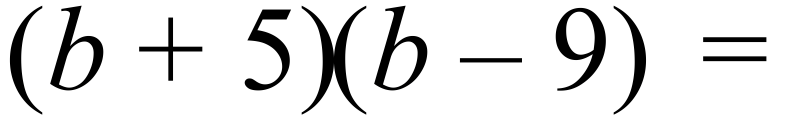 (b + 5)(b − 9) =